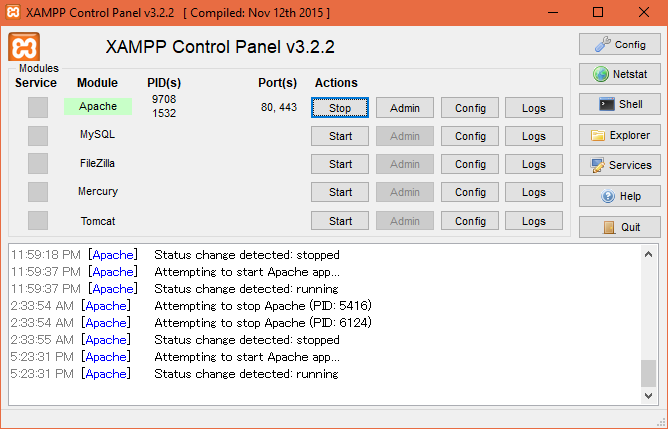 XAMPP Control Panel v3.2.2 [ Compiled: Nov 12th 2015 ]
XAMPP Control Panel v3.2.2
Config
Modules
Service Module PID(s) Port(s) Actions
Netstat
Apache 9708 1532 80, 443 Stop Admin Config Logs
Shell
MySQL Start Admin Config Logs
Explorer
FileZilla Start Admin Config Logs
Services
Mercury Start Admin Config Logs
Help
Tomcat Start Admin Config Logs
Quit
11:59:18 PM [Apache] Status change detected: stopped
11:59:37 PM [Apache] Attempting to start Apache app...
11:59:37 PM [Apache] Status change detected: running
2:33:54 AM [Apache] Attempting to stop Apache (PID: 5416)
2:33:54 AM [Apache] Attempting to stop Apache (PID: 6124)
2:33:55 AM [Apache] Status change detected: stopped
5:23:31 PM [Apache] Attempting to start Apache app...
5:23:31 PM [Apache] Status change detected: running